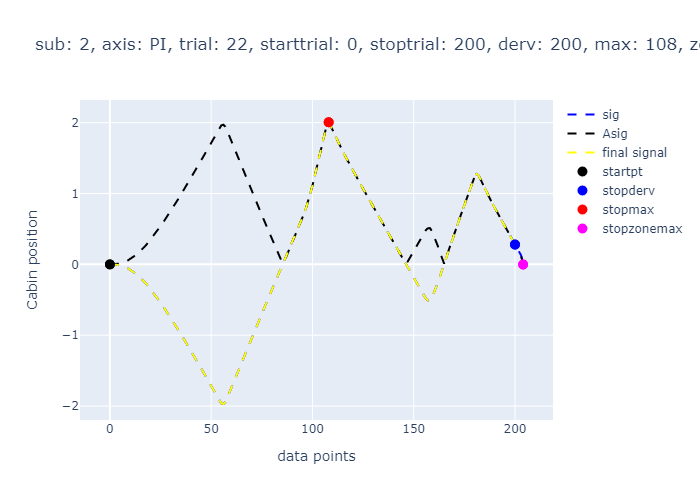 sub: 2, axis: PI, trial: 22, starttrial: 0, stoptrial: 200, derv: 200, max: 108, z
2
1
0
−1
−2
Cabin position
0
50
100
150
200
data points
sig
Asig
final signal
startpt
stopderv
stopmax
stopzonemax